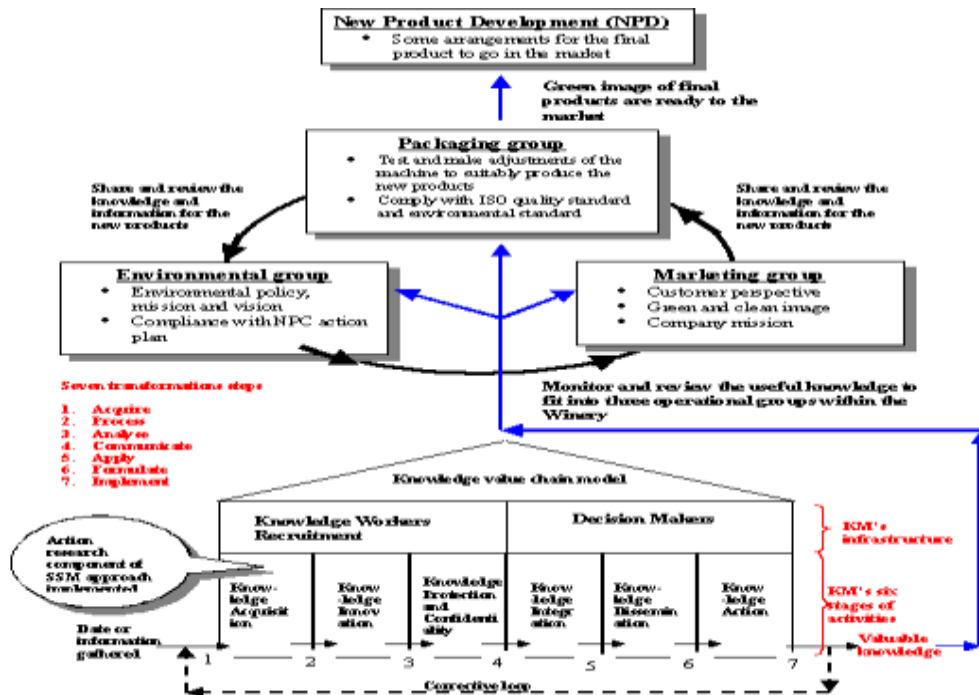 New Product Development (NPD)
• Some arrangements for the final
product to go in the market
Green image of final
products are ready to the
market
Packaging group
• Test and make adjustments of the
machine to suitably produce the
new products
• Comply with ISO quality standard
and environmental standard
Share and review the
knowledge and
information for the
new products
Share and review the
knowledge and
information for the
new products
Environmental group
• Environmental policy,
mission and vision
• Compliance with NPC action
plan
Marketing group
• Customer perspective
• Green and clean image
• Company mission
Seven transformations steps
1. Acquire
2. Process
3. Analyse
4. Communicate
5. Apply
6. Formulate
7. Implement
Monitor and review the useful knowledge to
fit into three operational groups within the
Winery
Knowledge value chain model
Knowledge Workers
Recruitment
Decision Makers
KM's
infrastructure
Action
research
component of
SSM approach
implemented
Know-
ledge
Acquisit
ion
Know
-ledge
Innov
ation
Knowledge
Protection
and
Confidenti
ality
Know
-ledge
Integr
ation
Know
-ledge
Dissemin
ation
Know
-ledge
Action
KM's six
stages of
activities
Date or
information
gathered
1 2 3 4 5 6 7
Valuable
knowledge
Corrective loop